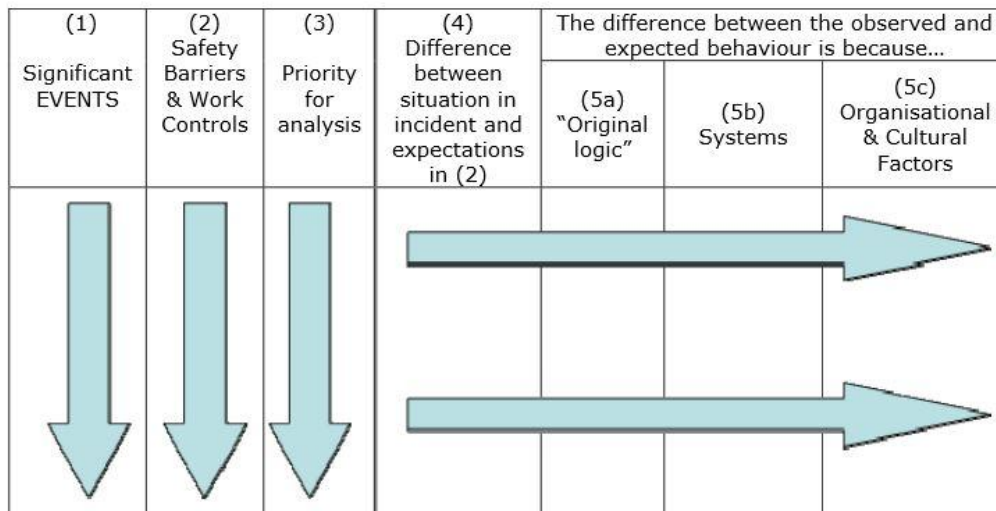 (1)
Significant
EVENTS
(2)
Safety
Barriers
& Work
Controls
(3)
Priority
for
analysis
(4)
Difference
between
situation in
incident and
expectations
in (2)
The difference between the observed and
expected behaviour is because…
(5a)
“Original
logic”
(5b)
Systems
(5c)
Organisational
& Cultural
Factors